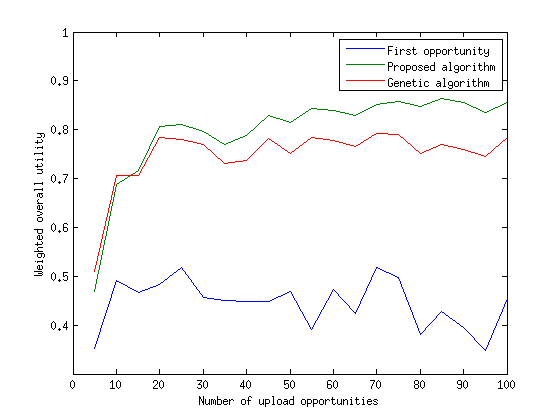 1
0.9
0.8
0.7
0.6
0.5
0.4
Weighted overall utility
First opportunity
Proposed algorithm
Genetic algorithm
0 10 20 30 40 50 60 70 80 90 100
Number of upload opportunities